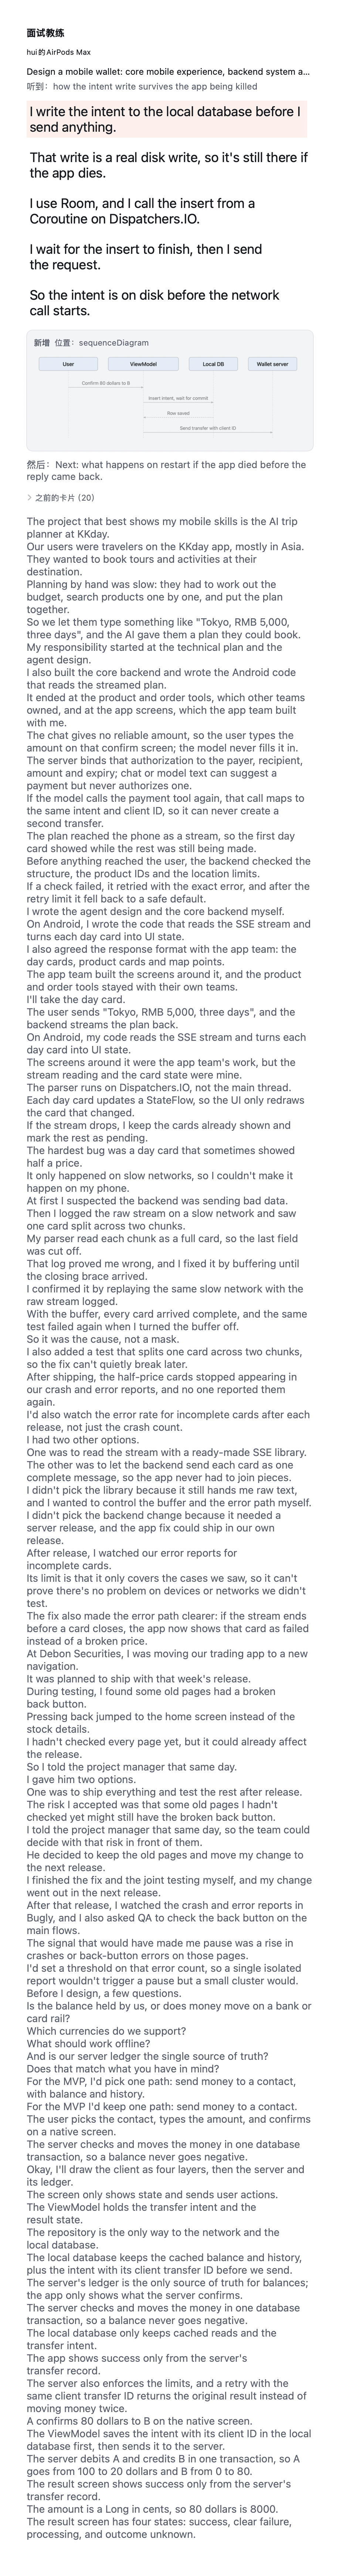 面试教练
hui的AirPods Max
Design a mobile wallet: core mobile experience, backend system a...
听到：how the intent write survives the app being killed
I write the intent to the local database before I
send anything.
That write is a real disk write, so it's still there if
the app dies.
I use Room, and I call the insert from a
Coroutine on Dispatchers.IO.
I wait for the insert to finish, then I send
the request.
So the intent is on disk before the network
call starts.
新增 位置：sequenceDiagram
User ViewModel Local DB Wallet server
Confirm 80 dollars to B
Insert intent, wait for commit
Row saved
Send transfer with client ID
然后：Next: what happens on restart if the app died before the
reply came back.
> 之前的卡片 (20)
The project that best shows my mobile skills is the AI trip
planner at KKday.
Our users were travelers on the KKday app, mostly in Asia.
They wanted to book tours and activities at their
destination.
Planning by hand was slow: they had to work out the
budget, search products one by one, and put the plan
together.
So we let them type something like "Tokyo, RMB 5,000,
three days", and the AI gave them a plan they could book.
My responsibility started at the technical plan and the
agent design.
I also built the core backend and wrote the Android code
that reads the streamed plan.
It ended at the product and order tools, which other teams
owned, and at the app screens, which the app team built
with me.
The chat gives no reliable amount, so the user types the
amount on that confirm screen; the model never fills it in.
The server binds that authorization to the payer, recipient,
amount and expiry; chat or model text can suggest a
payment but never authorizes one.
If the model calls the payment tool again, that call maps to
the same intent and client ID, so it can never create a
second transfer.
The plan reached the phone as a stream, so the first day
card showed while the rest was still being made.
Before anything reached the user, the backend checked the
structure, the product IDs and the location limits.
If a check failed, it retried with the exact error, and after the
retry limit it fell back to a safe default.
I wrote the agent design and the core backend myself.
On Android, I wrote the code that reads the SSE stream and
turns each day card into UI state.
I also agreed the response format with the app team: the
day cards, product cards and map points.
The app team built the screens around it, and the product
and order tools stayed with their own teams.
I'll take the day card.
The user sends "Tokyo, RMB 5,000, three days", and the
backend streams the plan back.
On Android, my code reads the SSE stream and turns each
day card into UI state.
The screens around it were the app team's work, but the
stream reading and the card state were mine.
The parser runs on Dispatchers.IO, not the main thread.
Each day card updates a StateFlow, so the UI only redraws
the card that changed.
If the stream drops, I keep the cards already shown and
mark the rest as pending.
The hardest bug was a day card that sometimes showed
half a price.
It only happened on slow networks, so I couldn't make it
happen on my phone.
At first I suspected the backend was sending bad data.
Then I logged the raw stream on a slow network and saw
one card split across two chunks.
My parser read each chunk as a full card, so the last field
was cut off.
That log proved me wrong, and I fixed it by buffering until
the closing brace arrived.
I confirmed it by replaying the same slow network with the
raw stream logged.
With the buffer, every card arrived complete, and the same
test failed again when I turned the buffer off.
So it was the cause, not a mask.
I also added a test that splits one card across two chunks,
so the fix can't quietly break later.
After shipping, the half-price cards stopped appearing in
our crash and error reports, and no one reported them
again.
I'd also watch the error rate for incomplete cards after each
release, not just the crash count.
I had two other options.
One was to read the stream with a ready-made SSE library.
The other was to let the backend send each card as one
complete message, so the app never had to join pieces.
I didn't pick the library because it still hands me raw text,
and I wanted to control the buffer and the error path myself.
I didn't pick the backend change because it needed a
server release, and the app fix could ship in our own
release.
After release, I watched our error reports for
incomplete cards.
Its limit is that it only covers the cases we saw, so it can't
prove there's no problem on devices or networks we didn't
test.
The fix also made the error path clearer: if the stream ends
before a card closes, the app now shows that card as failed
instead of a broken price.
At Debon Securities, I was moving our trading app to a new
navigation.
It was planned to ship with that week's release.
During testing, I found some old pages had a broken
back button.
Pressing back jumped to the home screen instead of the
stock details.
I hadn't checked every page yet, but it could already affect
the release.
So I told the project manager that same day.
I gave him two options.
One was to ship everything and test the rest after release.
The risk I accepted was that some old pages I hadn't
checked yet might still have the broken back button.
I told the project manager that same day, so the team could
decide with that risk in front of them.
He decided to keep the old pages and move my change to
the next release.
I finished the fix and the joint testing myself, and my change
went out in the next release.
After that release, I watched the crash and error reports in
Bugly, and I also asked QA to check the back button on the
main flows.
The signal that would have made me pause was a rise in
crashes or back-button errors on those pages.
I'd set a threshold on that error count, so a single isolated
report wouldn't trigger a pause but a small cluster would.
Before I design, a few questions.
Is the balance held by us, or does money move on a bank or
card rail?
Which currencies do we support?
What should work offline?
And is our server ledger the single source of truth?
Does that match what you have in mind?
For the MVP, I'd pick one path: send money to a contact,
with balance and history.
For the MVP I'd keep one path: send money to a contact.
The user picks the contact, types the amount, and confirms
on a native screen.
The server checks and moves the money in one database
transaction, so a balance never goes negative.
Okay, I'll draw the client as four layers, then the server and
its ledger.
The screen only shows state and sends user actions.
The ViewModel holds the transfer intent and the
result state.
The repository is the only way to the network and the
local database.
The local database keeps the cached balance and history,
plus the intent with its client transfer ID before we send.
The server's ledger is the only source of truth for balances;
the app only shows what the server confirms.
The server checks and moves the money in one database
transaction, so a balance never goes negative.
The local database only keeps cached reads and the
transfer intent.
The app shows success only from the server's
transfer record.
The server also enforces the limits, and a retry with the
same client transfer ID returns the original result instead of
moving money twice.
A confirms 80 dollars to B on the native screen.
The ViewModel saves the intent with its client ID in the local
database first, then sends it to the server.
The server debits A and credits B in one transaction, so A
goes from 100 to 20 dollars and B from 0 to 80.
The result screen shows success only from the server's
transfer record.
The amount is a Long in cents, so 80 dollars is 8000.
The result screen has four states: success, clear failure,
processing, and outcome unknown.